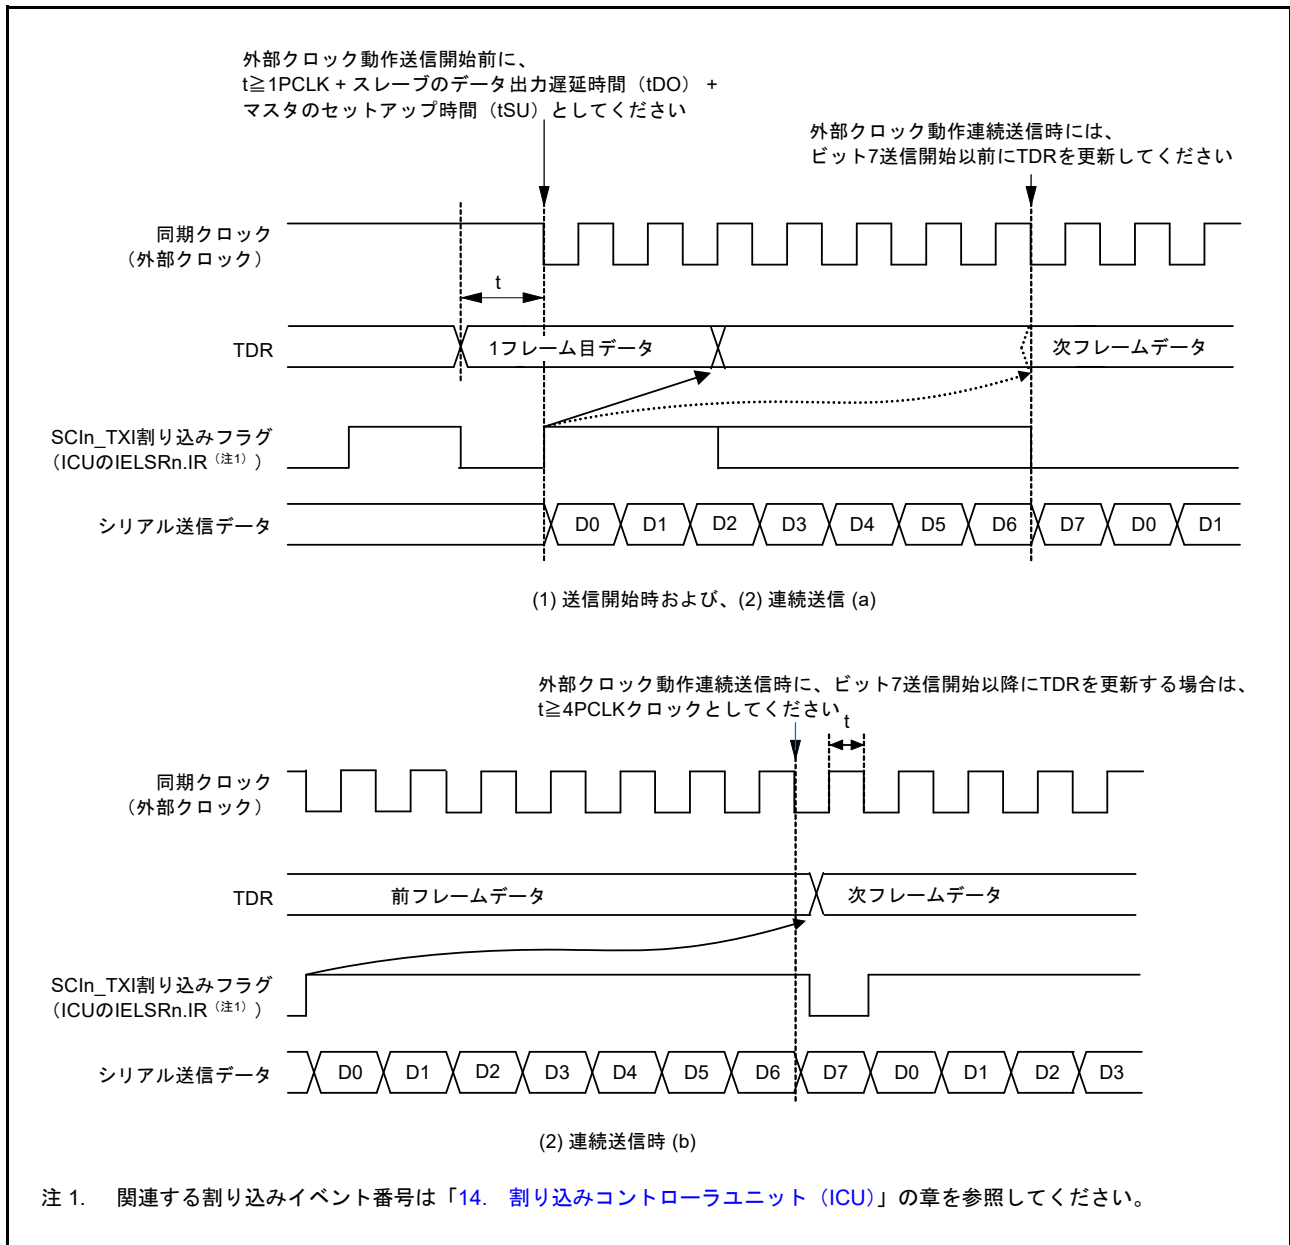 外部クロック動作送信開始前に、
t≧1PCLK + スレーブのデータ出力遅延時間（tDO） +
マスタのセットアップ時間（tSU）としてください
外部クロック動作連続送信時には、
ビット7送信開始以前にTDRを更新してください
同期クロック
（外部クロック）
t
TDR
1フレーム目データ
次フレームデータ
SCIn_TXI割り込みフラグ
（ICUのIELSRn.IR（注1））
シリアル送信データ
D0 D1 D2 D3 D4 D5 D6 D7 D0 D1
(1) 送信開始時および、(2) 連続送信 (a)
外部クロック動作連続送信時に、ビット7送信開始以降にTDRを更新する場合は、
t≧4PCLKクロックとしてください
t
同期クロック
（外部クロック）
TDR
前フレームデータ
次フレームデータ
SCIn_TXI割り込みフラグ
（ICUのIELSRn.IR（注1））
シリアル送信データ
D0 D1 D2 D3 D4 D5 D6 D7 D0 D1 D2 D3
(2) 連続送信時 (b)
注 1. 関連する割り込みイベント番号は「14. 割り込みコントローラユニット（ICU）」の章を参照してください。